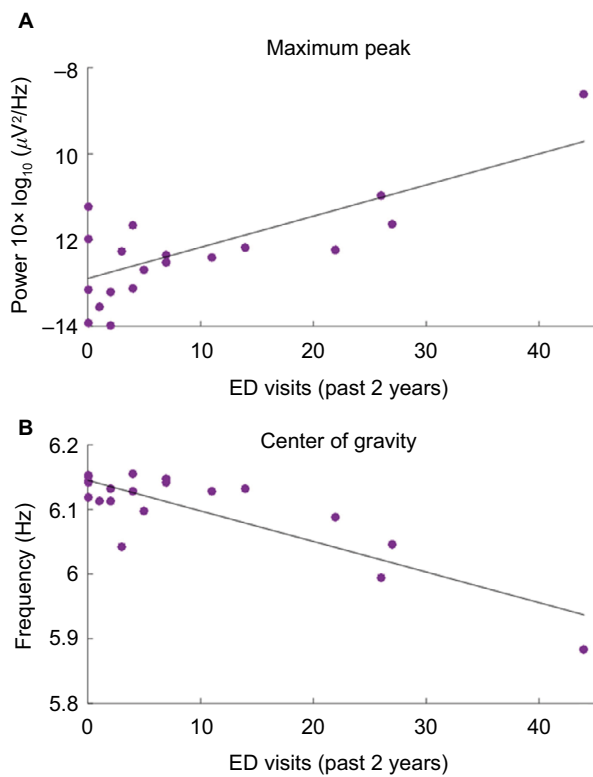 A
Maximum peak
Power 10× log₁₀ (μV²/Hz)
–8
10
12
–14
0
10
20
30
40
ED visits (past 2 years)
B
Center of gravity
Frequency (Hz)
6.2
6.1
6
5.9
5.8
0
10
20
30
40
ED visits (past 2 years)